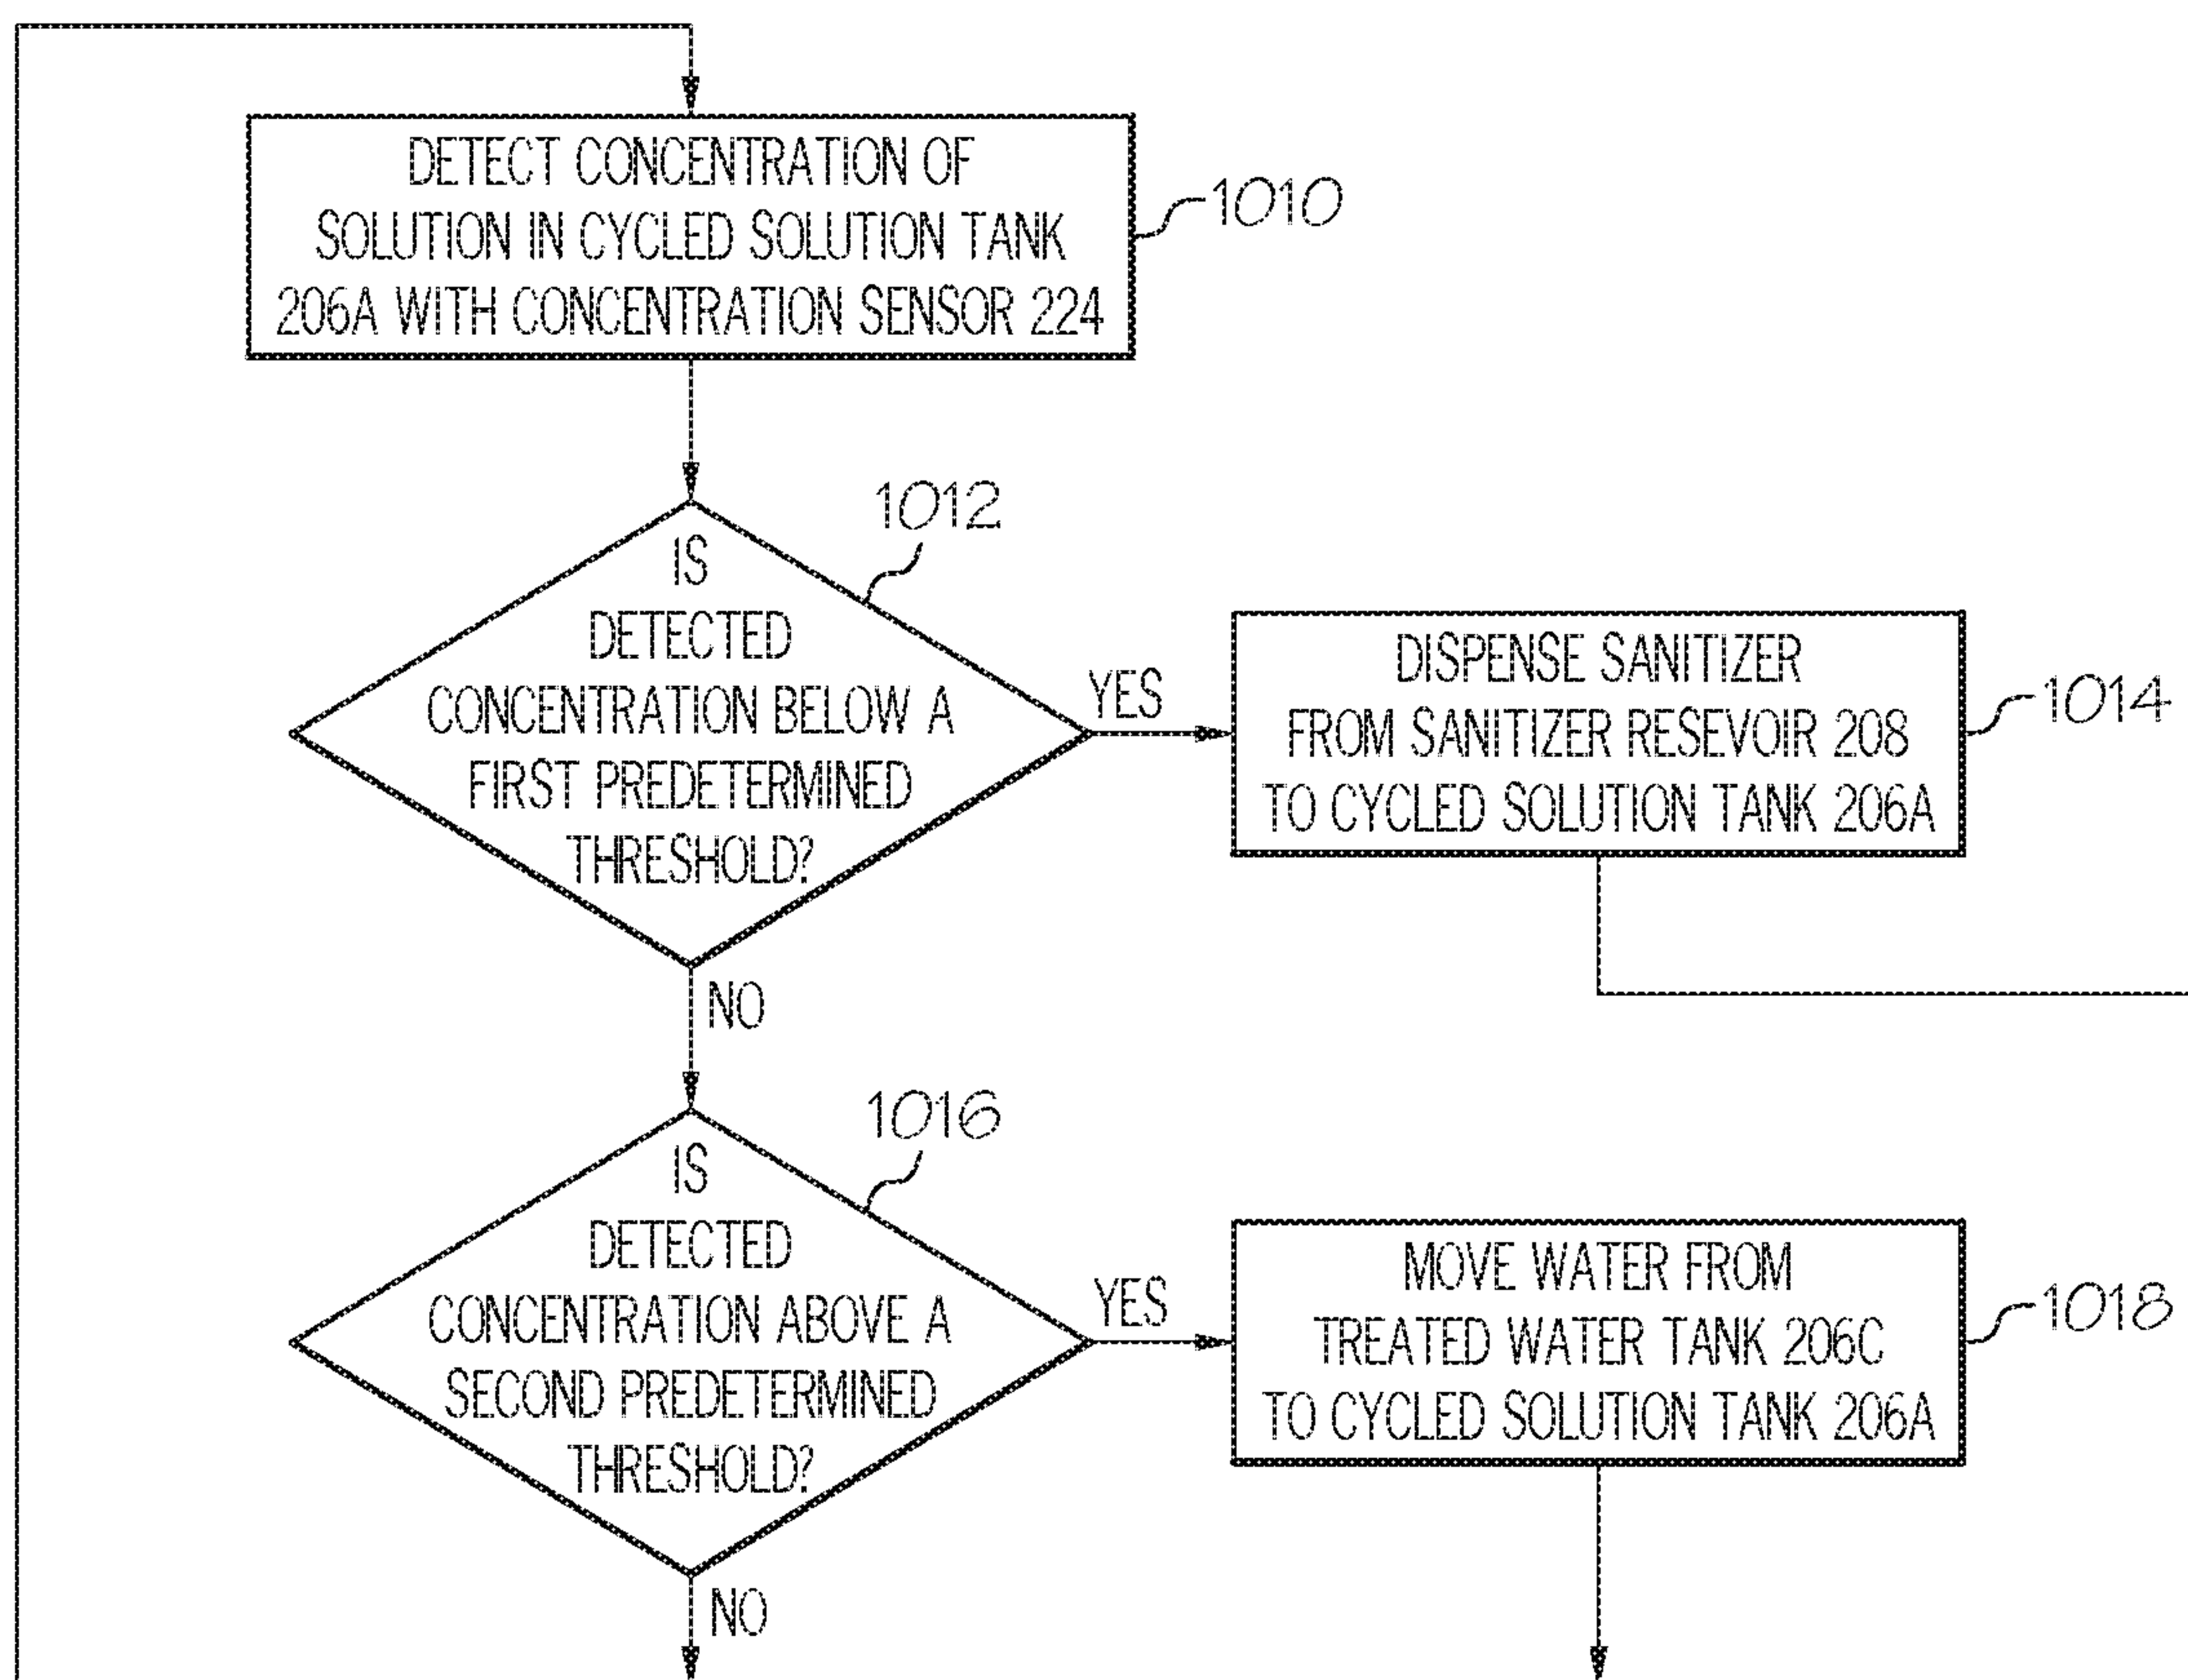 DETECT CONCENTRATION OF
SOLUTION IN CYCLED SOLUTION TANK
206A WITH CONCENTRATION SENSOR 224
1010
1012
IS
DETECTED
CONCENTRATION BELOW A
FIRST PREDETERMINED
THRESHOLD?
YES
DISPENSE SANITIZER
FROM SANITIZER RESEVOIR 208
TO CYCLED SOLUTION TANK 206A
1014
NO
1016
IS
DETECTED
CONCENTRATION ABOVE A
SECOND PREDETERMINED
THRESHOLD?
YES
MOVE WATER FROM
TREATED WATER TANK 206C
TO CYCLED SOLUTION TANK 206A
1018
NO